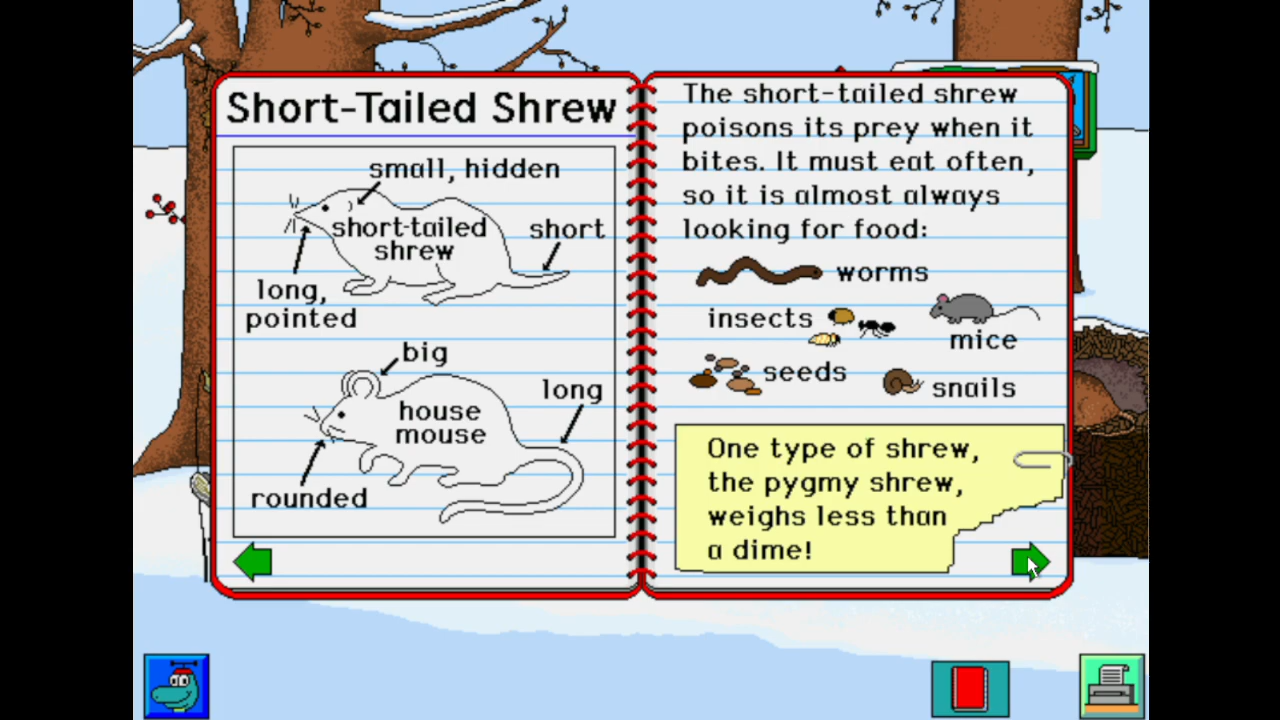 Short-Tailed Shrew
small, hidden
short-tailed
shrew
short
long,
pointed
big
long
house
mouse
rounded
The short-tailed shrew
poisons its prey when it
bites. It must eat often,
so it is almost always
looking for food:
worms
insects
mice
seeds
snails
One type of shrew,
the pygmy shrew,
weighs less than
a dime!